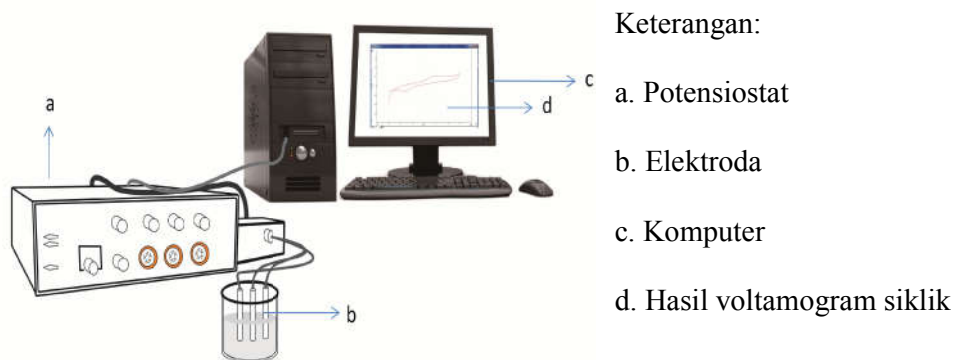 a
c
d
b
Keterangan:
a. Potensiostat
b. Elektroda
c. Komputer
d. Hasil voltamogram siklik